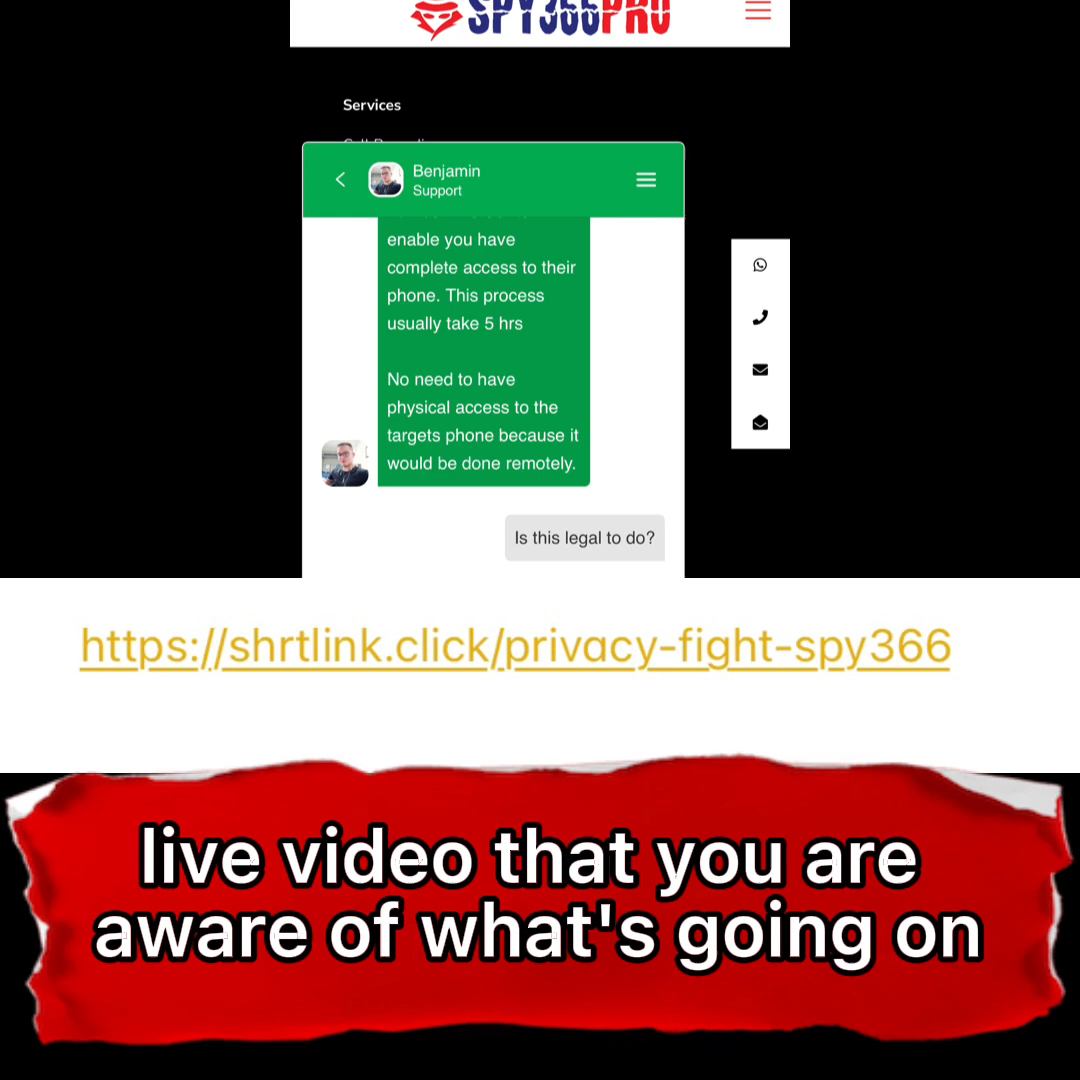 SPY366PRO
Services
Benjamin
Support
enable you have
complete access to their
phone. This process
usually take 5 hrs
No need to have
physical access to the
targets phone because it
would be done remotely.
Is this legal to do?
https://shrtlink.click/privacy-fight-spy366
live video that you are
aware of what's going on